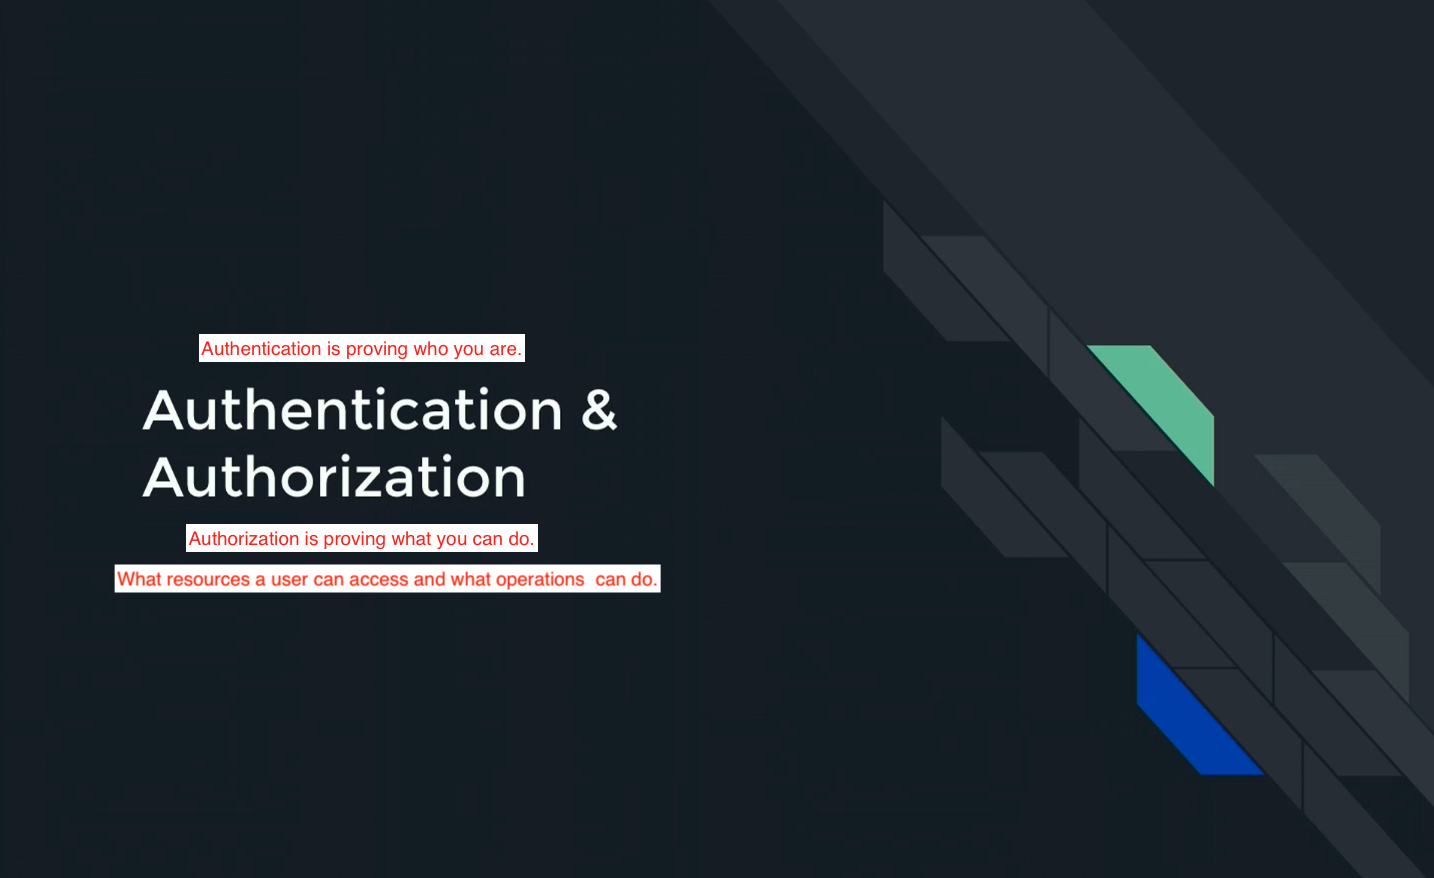 Authentication is proving who you are.
Authentication &
Authorization
Authorization is proving what you can do.
What resources a user can access and what operations  can do.